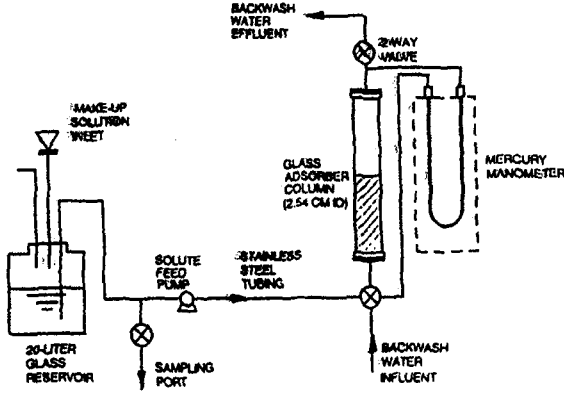 BACKWASH
WATER
EFFLUENT
2-WAY
VALVE
MAKE-UP
SOLUTION
INLET
GLASS
ADSORBER
COLUMN
(2.54 CM ID)
MERCURY
MANOMETER
SOLUTE
FEED
PUMP
STAINLESS
STEEL
TUBING
20-LITER
GLASS
RESERVOIR
SAMPLING
PORT
BACKWASH
WATER
INFLUENT